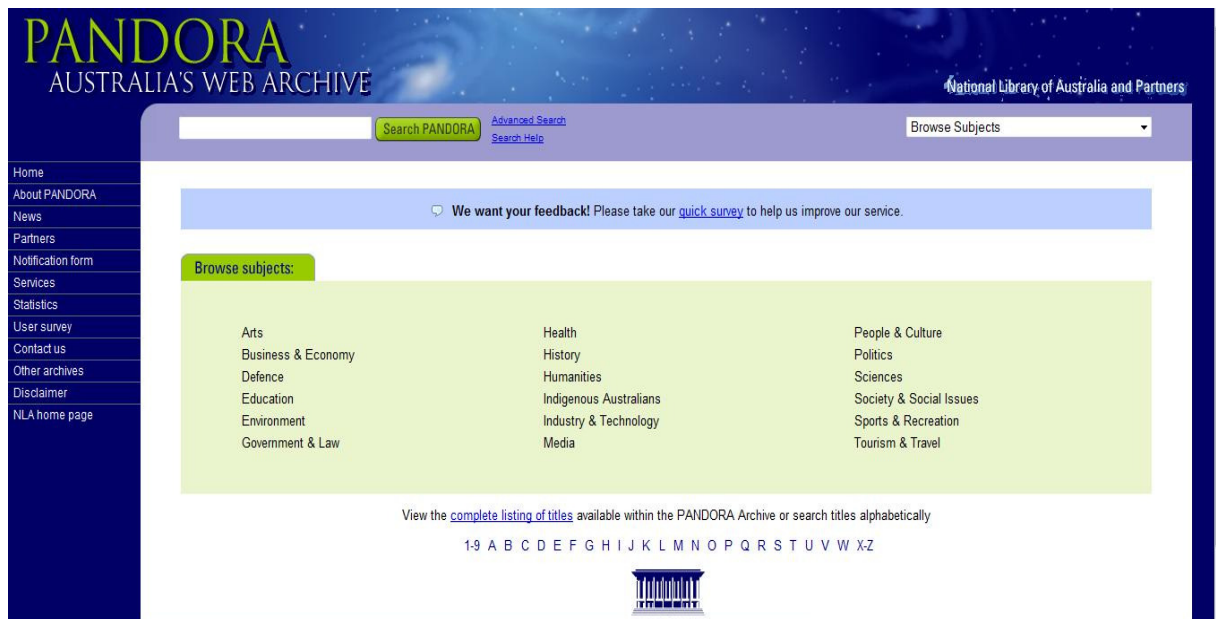 PANDORA
AUSTRALIA'S WEB ARCHIVE
National Library of Australia and Partners
Search PANDORA
Advanced Search
Search Help
Browse Subjects
Home
About PANDORA
News
Partners
Notification form
Services
Statistics
User survey
Contact us
Other archives
Disclaimer
NLA home page
We want your feedback! Please take our quick survey to help us improve our service.
Browse subjects:
Arts
Business & Economy
Defence
Education
Environment
Government & Law
Health
History
Humanities
Indigenous Australians
Industry & Technology
Media
People & Culture
Politics
Sciences
Society & Social Issues
Sports & Recreation
Tourism & Travel
View the complete listing of titles available within the PANDORA Archive or search titles alphabetically
1-9 A B C D E F G H I J K L M N O P Q R S T U V W X-Z